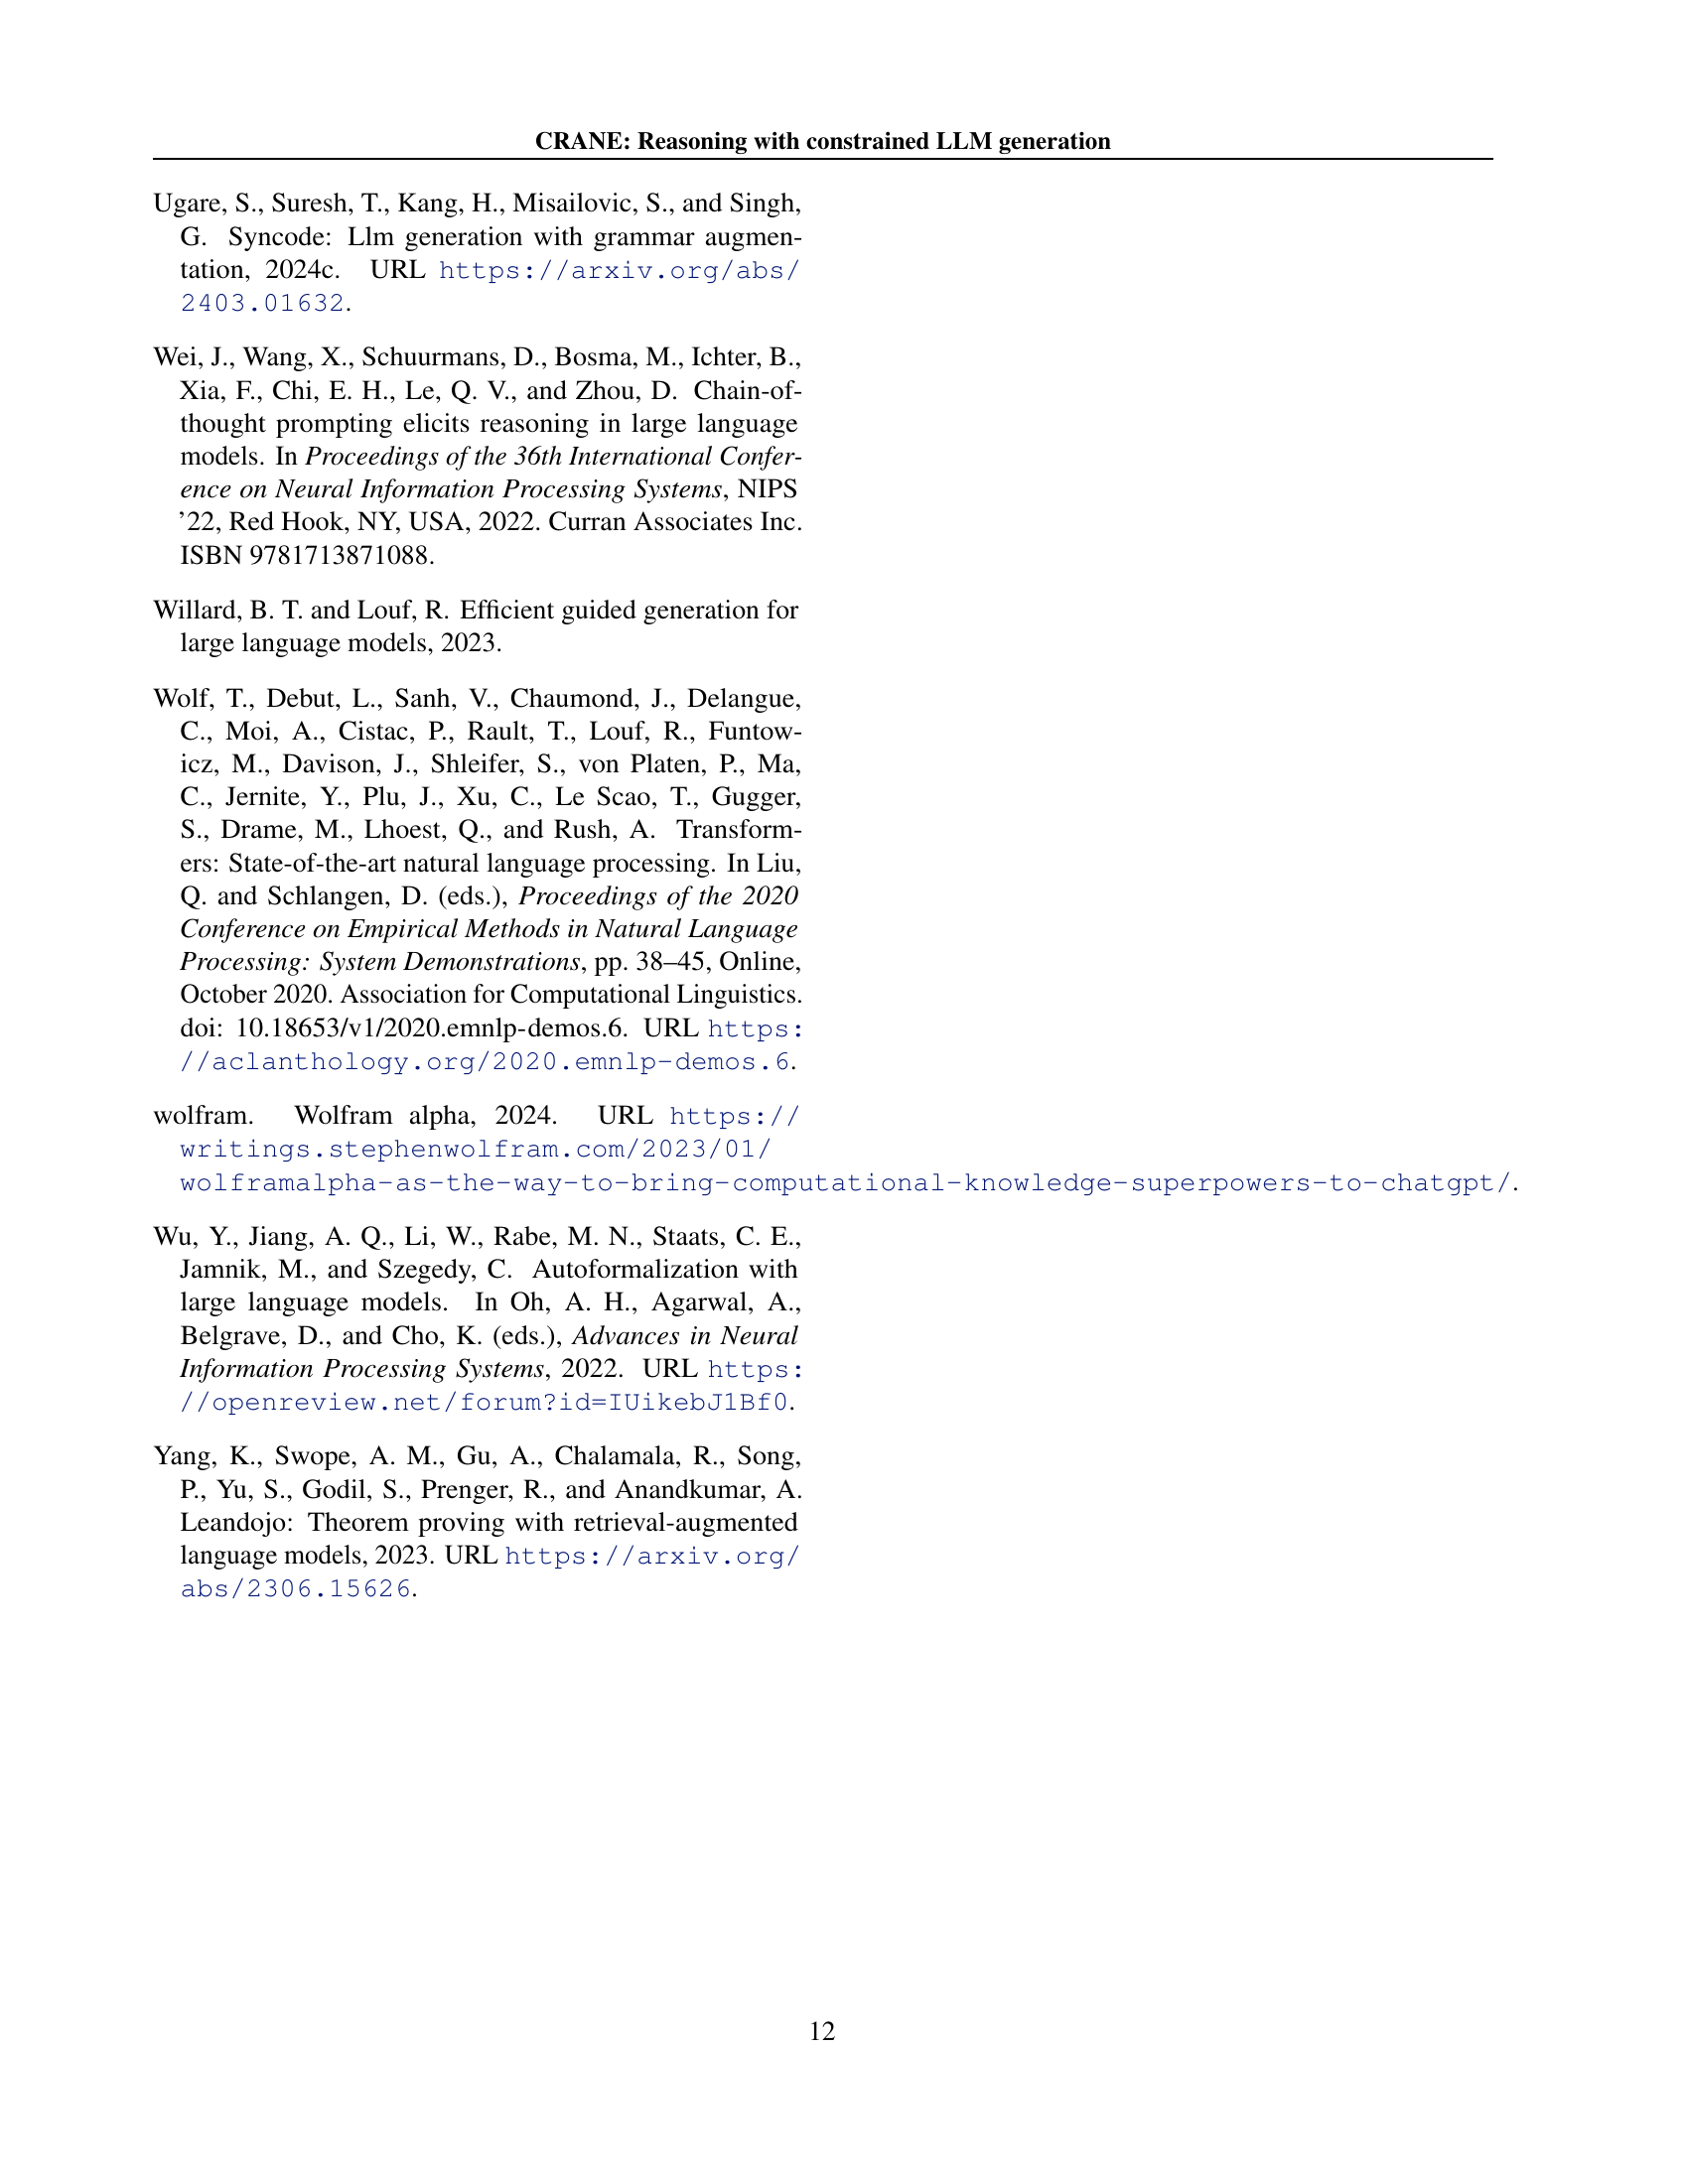 CRANE: Reasoning with constrained LLM generation
Ugare, S., Suresh, T., Kang, H., Misailovic, S., and Singh,
G. Syncode: Llm generation with grammar augmen-
tation, 2024c. URL https://arxiv.org/abs/
2403.01632.
Wei, J., Wang, X., Schuurmans, D., Bosma, M., Ichter, B.,
Xia, F., Chi, E. H., Le, Q. V., and Zhou, D. Chain-of-
thought prompting elicits reasoning in large language
models. In Proceedings of the 36th International Confer-
ence on Neural Information Processing Systems, NIPS
’22, Red Hook, NY, USA, 2022. Curran Associates Inc.
ISBN 9781713871088.
Willard, B. T. and Louf, R. Efficient guided generation for
large language models, 2023.
Wolf, T., Debut, L., Sanh, V., Chaumond, J., Delangue,
C., Moi, A., Cistac, P., Rault, T., Louf, R., Funtow-
icz, M., Davison, J., Shleifer, S., von Platen, P., Ma,
C., Jernite, Y., Plu, J., Xu, C., Le Scao, T., Gugger,
S., Drame, M., Lhoest, Q., and Rush, A. Transform-
ers: State-of-the-art natural language processing. In Liu,
Q. and Schlangen, D. (eds.), Proceedings of the 2020
Conference on Empirical Methods in Natural Language
Processing: System Demonstrations, pp. 38–45, Online,
October 2020. Association for Computational Linguistics.
doi: 10.18653/v1/2020.emnlp-demos.6. URL https:
//aclanthology.org/2020.emnlp-demos.6.
wolfram. Wolfram alpha, 2024. URL https://
writings.stephenwolfram.com/2023/01/
wolframalpha-as-the-way-to-bring-computational-knowledge-superpowers-to-chatgpt/.
Wu, Y., Jiang, A. Q., Li, W., Rabe, M. N., Staats, C. E.,
Jamnik, M., and Szegedy, C. Autoformalization with
large language models. In Oh, A. H., Agarwal, A.,
Belgrave, D., and Cho, K. (eds.), Advances in Neural
Information Processing Systems, 2022. URL https:
//openreview.net/forum?id=IUikebJ1Bf0.
Yang, K., Swope, A. M., Gu, A., Chalamala, R., Song,
P., Yu, S., Godil, S., Prenger, R., and Anandkumar, A.
Leandojo: Theorem proving with retrieval-augmented
language models, 2023. URL https://arxiv.org/
abs/2306.15626.
12